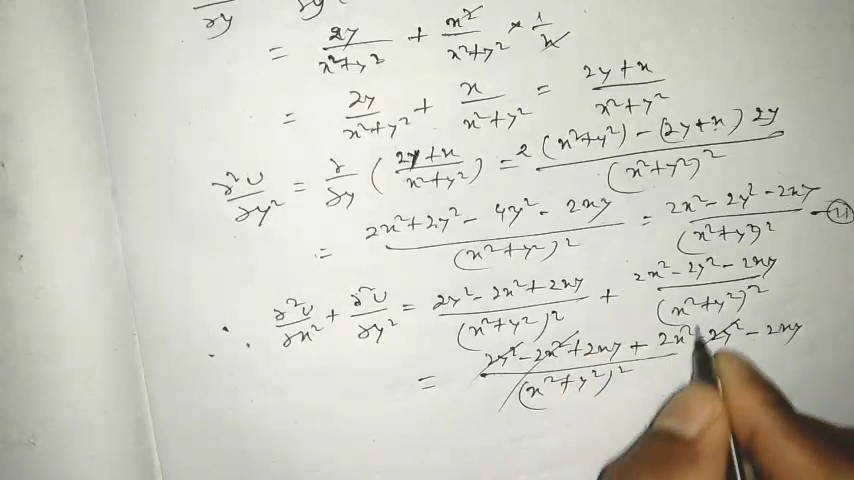 ∂y ∂y
= 2y/(x²+y²) + x²/(x²+y²) * 1/x
= 2y/(x²+y²) + x/(x²+y²) = (2y+x)/(x²+y²)
∂²U/∂y² = ∂/∂y ((2y+x)/(x²+y²)) = (2(x²+y²) - (2y+x)2y)/(x²+y²)²
= (2x²+2y² - 4y² - 2xy)/(x²+y²)² = (2x² - 2y² - 2xy)/(x²+y²)² - (ii)
∴ ∂²U/∂x² + ∂²U/∂y² = (2y² - 2x² + 2xy)/(x²+y²)² + (2x² - 2y² - 2xy)/(x²+y²)²
= (2y² - 2x² + 2xy + 2x² - 2y² - 2xy)/(x²+y²)²